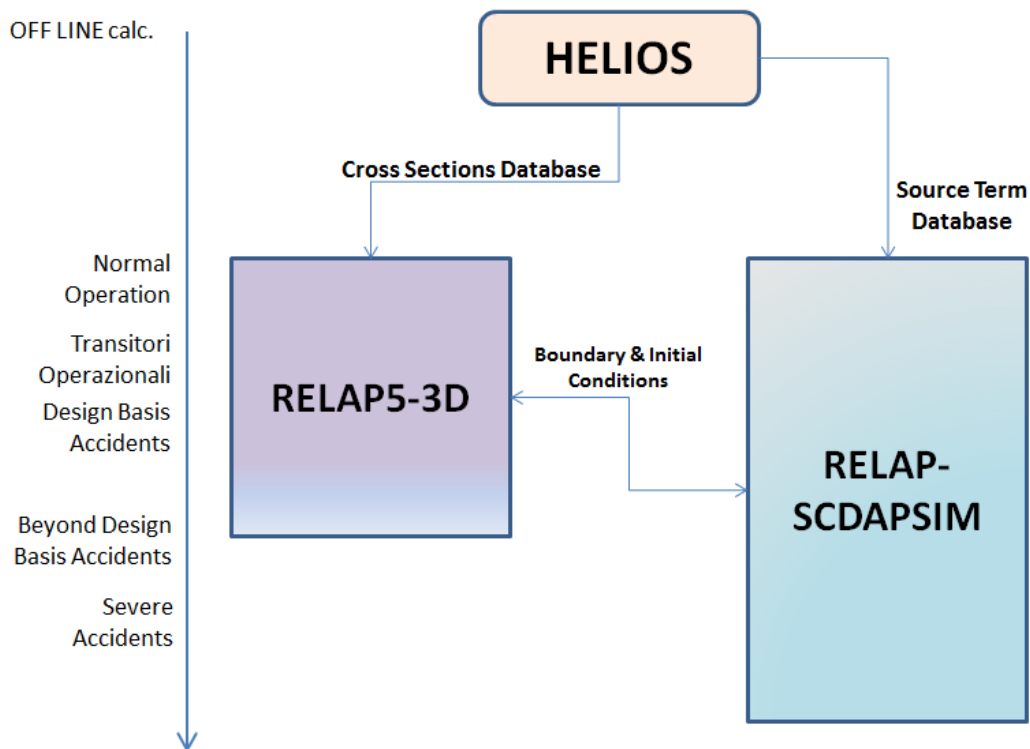 OFF LINE calc.
HELIOS
Cross Sections Database
Source Term
Database
Normal
Operation
Transitori
Operazionali
Design Basis
Accidents
Beyond Design
Basis Accidents
Severe
Accidents
RELAP5-3D
Boundary & Initial
Conditions
RELAP-
SCDAPSIM